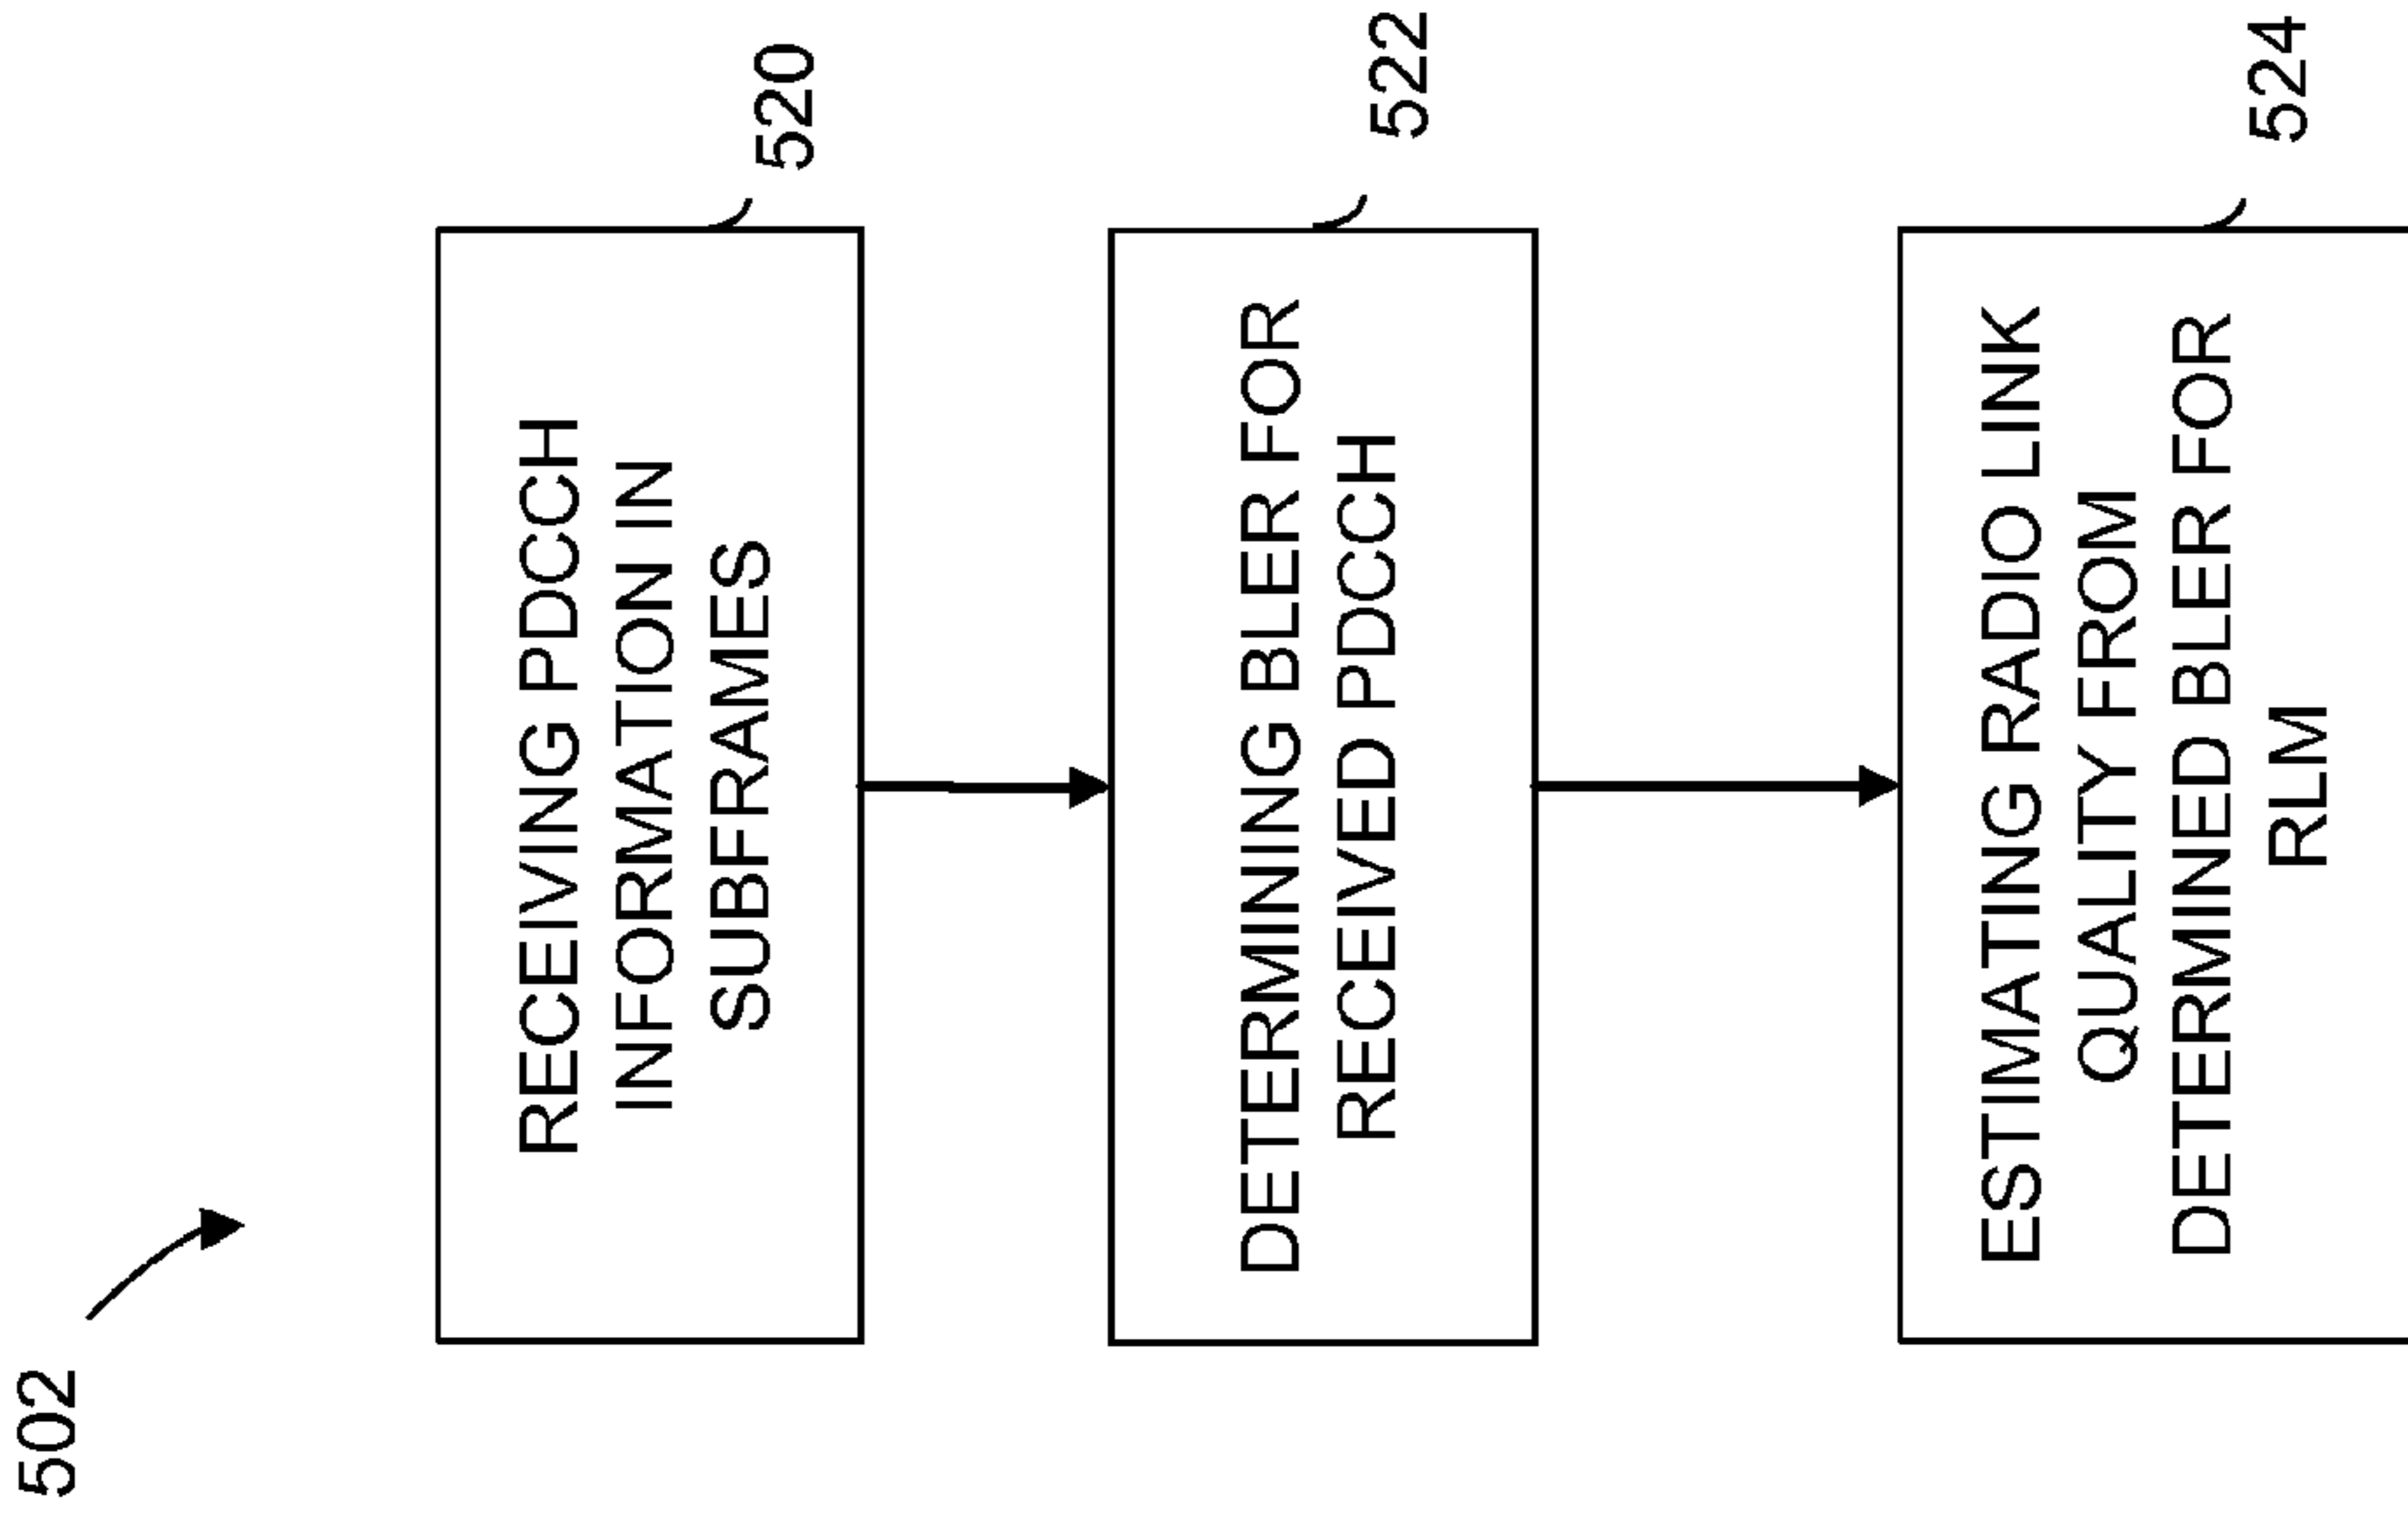 502
RECEIVING PDCCH
INFORMATION IN
SUBFRAMES
520
DETERMINING BLER FOR
RECEIVED PDCCH
522
ESTIMATING RADIO LINK
QUALITY FROM
DETERMINED BLER FOR
RLM
524